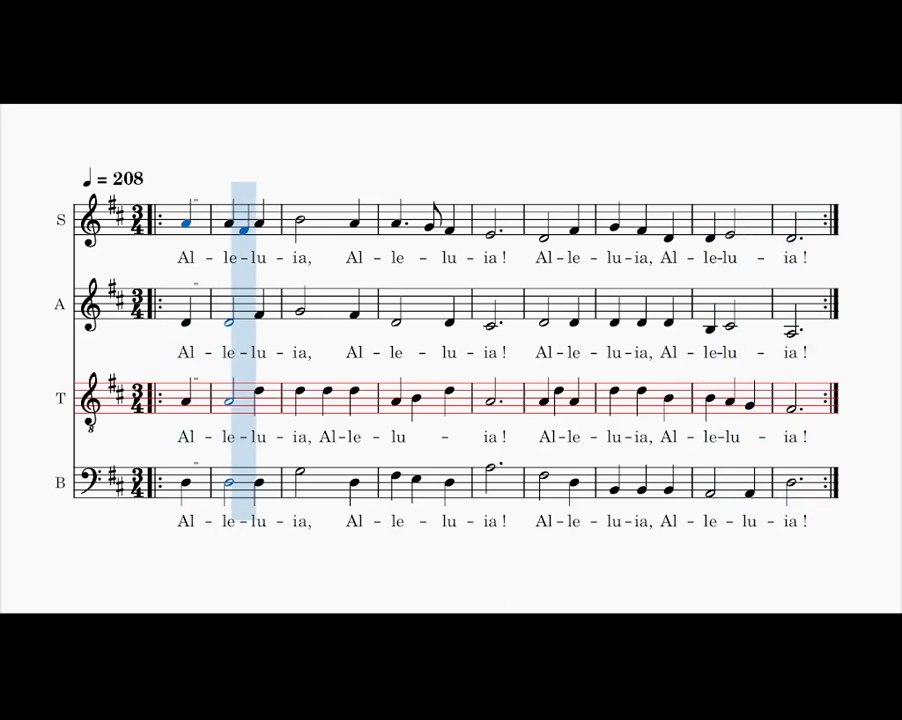 ♩ = 208
S
Al – le – lu – ia, Al – le – lu – ia ! Al – le – lu – ia, Al – le – lu – ia !
A
Al – le – lu – ia, Al – le – lu – ia ! Al – le – lu – ia, Al – le – lu – ia !
T
8
Al – le – lu – ia, Al – le – lu – ia ! Al – le – lu – ia, Al – le – lu – ia !
B
Al – le – lu – ia, Al – le – lu – ia ! Al – le – lu – ia, Al – le – lu – ia !